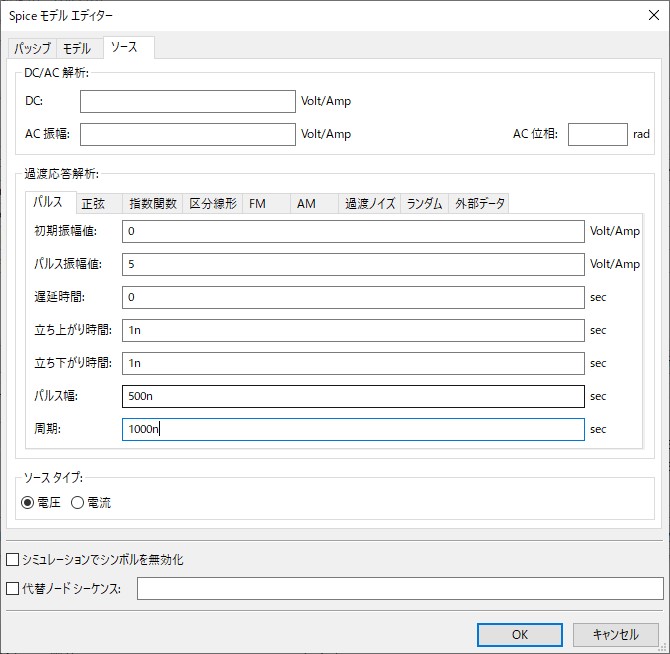 Spice モデル エディター
パッシブ モデル ソース
DC/AC 解析:
DC: Volt/Amp
AC 振幅: Volt/Amp AC 位相: rad
過渡応答解析:
パルス 正弦 指数関数 区分線形 FM AM 過渡ノイズ ランダム 外部データ
初期振幅値: 0 Volt/Amp
パルス振幅値: 5 Volt/Amp
遅延時間: 0 sec
立ち上がり時間: 1n sec
立ち下がり時間: 1n sec
パルス幅: 500n sec
周期: 1000n sec
ソース タイプ:
電圧 電流
シミュレーションでシンボルを無効化
代替ノード シーケンス:
OK キャンセル